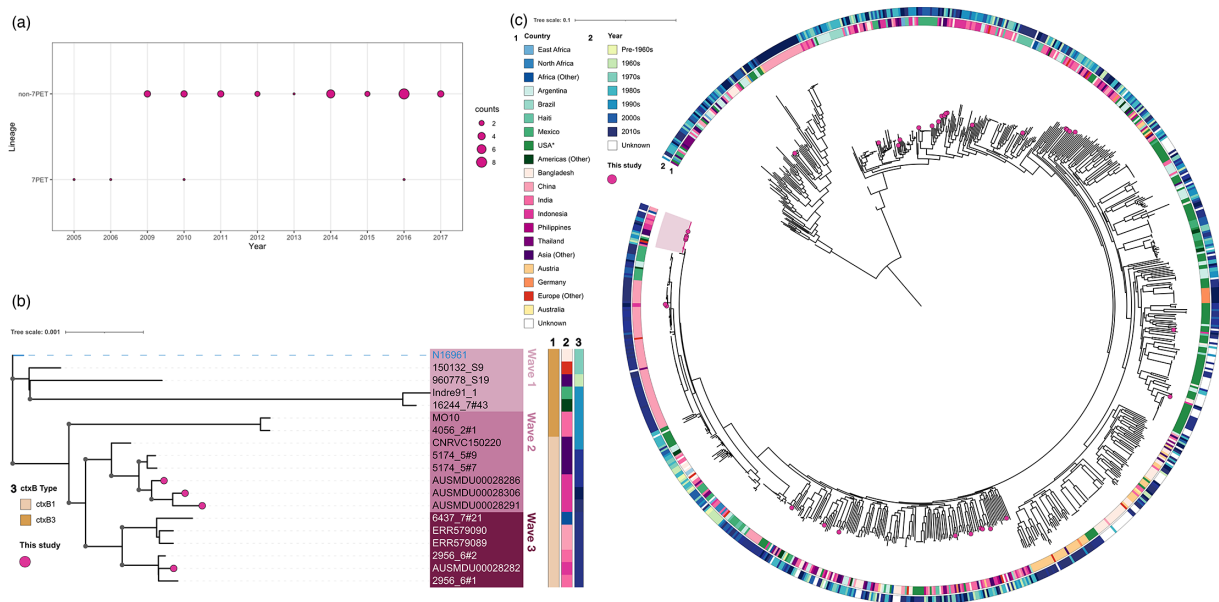 (a)
non-7PET
7PET
Lineage
2005
2006
2009
2010
2011
2012
2013
2014
2015
2016
2017
Year
counts
2
4
6
8
(b)
Tree scale: 0.001
1 2 3
N16961
150132_S9
960778_S19
Indre91_1
16244_7#43
MO10
4056_2#1
CNRVC150220
5174_5#9
5174_5#7
AUSMDU00028286
AUSMDU00028306
AUSMDU00028291
6437_7#21
ERR579090
ERR579089
2956_6#2
AUSMDU00028282
2956_6#1
Wave 1
Wave 2
Wave 3
3 ctxB Type
ctxB1
ctxB3
This study
(c)
Tree scale: 0.1
1 Country
East Africa
North Africa
Africa (Other)
Argentina
Brazil
Haiti
Mexico
USA*
Americas (Other)
Bangladesh
China
India
Indonesia
Philippines
Thailand
Asia (Other)
Austria
Germany
Europe (Other)
Australia
Unknown
2 Year
Pre-1960s
1960s
1970s
1980s
1990s
2000s
2010s
Unknown
This study
2 1